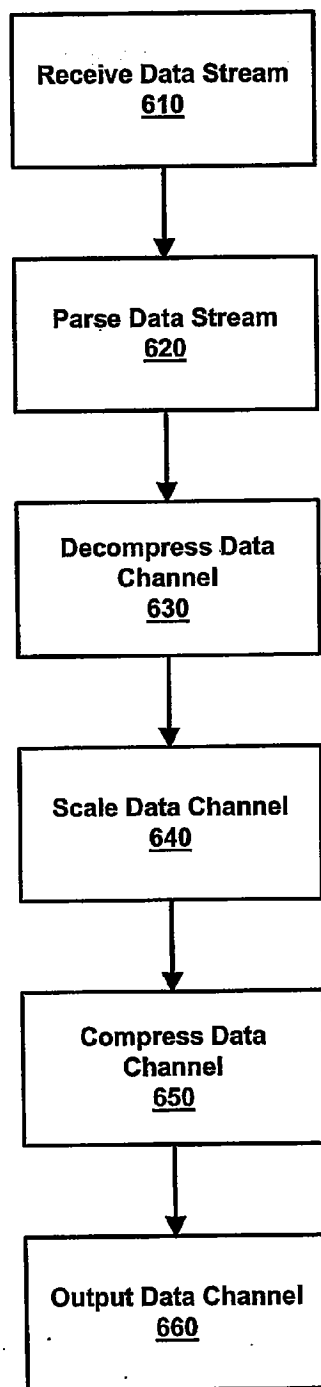 Receive Data Stream
610
Parse Data Stream
620
Decompress Data
Channel
630
Scale Data Channel
640
Compress Data
Channel
650
Output Data Channel
660